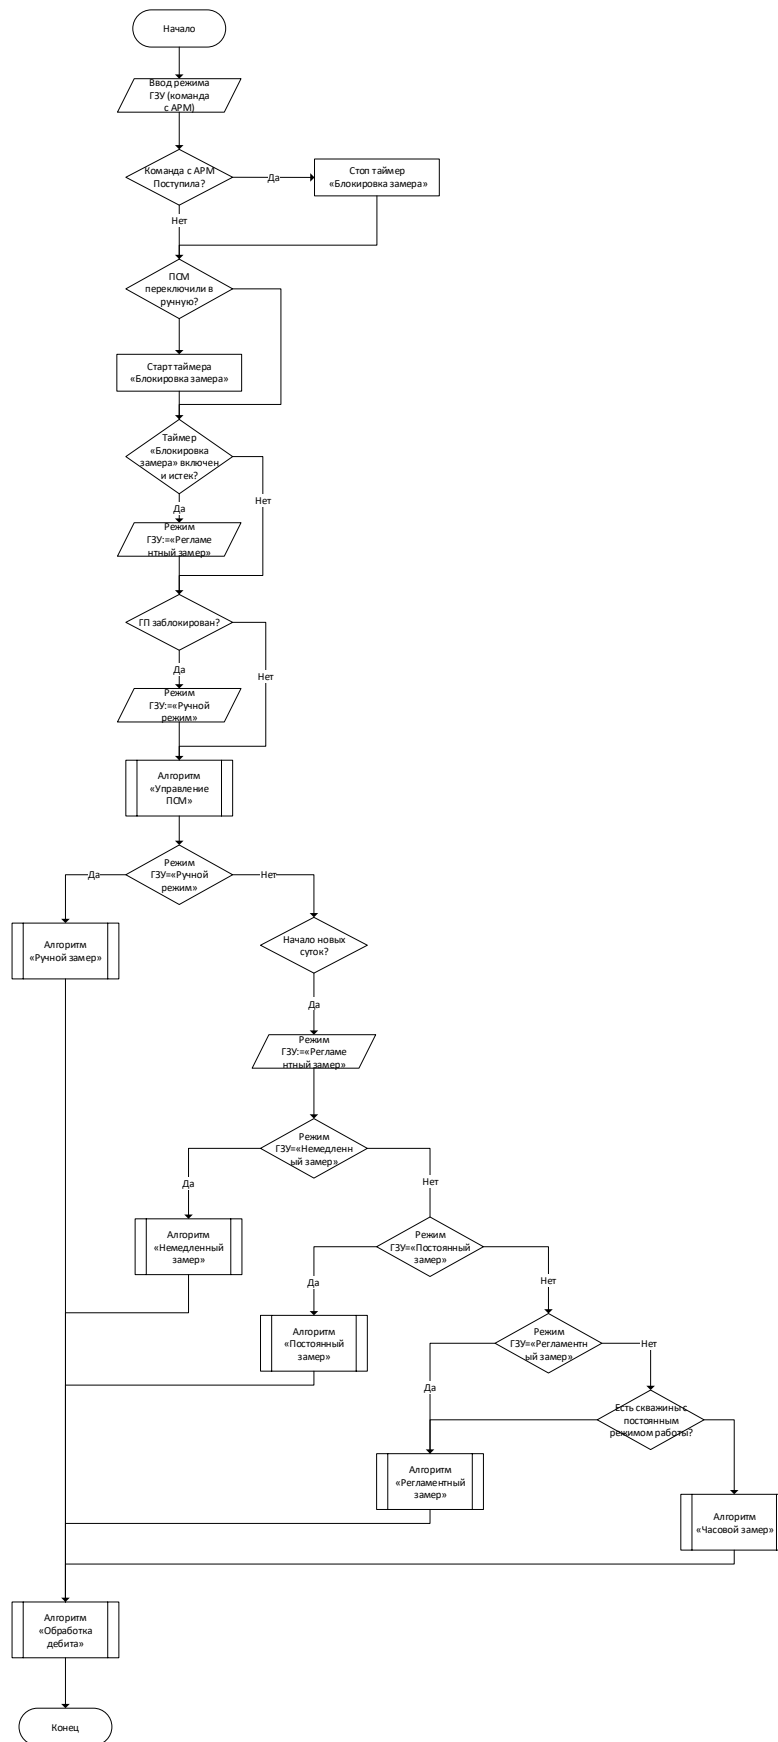 Начало
Ввод режима
ГЗУ (команда
с АРМ)
Команда с АРМ
Поступила?
Да
Стоп таймер
«Блокировка замера»
Нет
ПСМ
переключили в
ручную?
Старт таймера
«Блокировка замера»
Таймер
«Блокировка
замера» включен
и истек?
Нет
Да
Режим
ГЗУ:=«Регламе
нтный замер»
ГП заблокирован?
Да
Нет
Режим
ГЗУ:=«Ручной
режим»
Алгоритм
«Управление
ПСМ»
Режим
ГЗУ=«Ручной
режим»
Да
Нет
Алгоритм
«Ручной замер»
Начало новых
суток?
Да
Режим
ГЗУ:=«Регламе
нтный замер»
Режим
ГЗУ=«Немедленн
ый замер»
Да
Нет
Алгоритм
«Немедленный
замер»
Режим
ГЗУ=«Постоянный
замер»
Да
Нет
Алгоритм
«Постоянный
замер»
Режим
ГЗУ=«Регламентн
ый замер»
Нет
Да
Есть скважины с
постоянным
режимом работы?
Алгоритм
«Регламентный
замер»
Алгоритм
«Часовой замер»
Алгоритм
«Обработка
дебита»
Конец